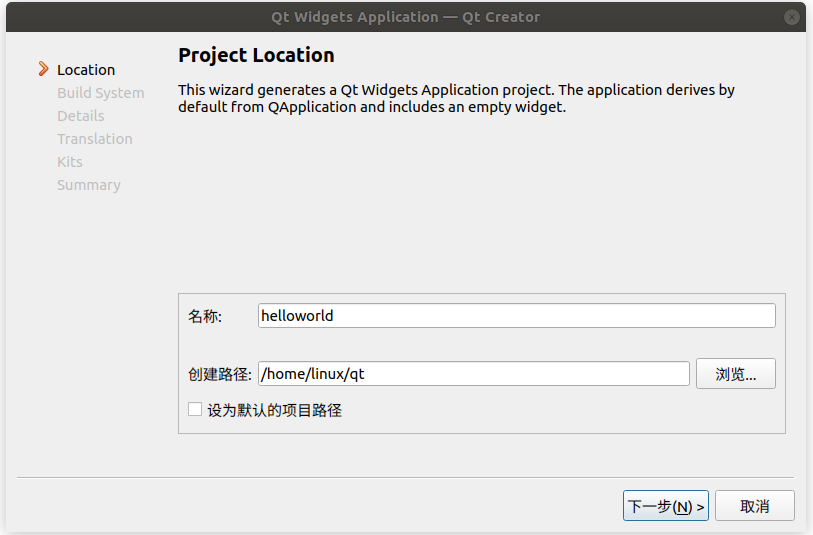 Qt Widgets Application — Qt Creator
Location
Build System
Details
Translation
Kits
Summary
Project Location
This wizard generates a Qt Widgets Application project. The application derives by
default from QApplication and includes an empty widget.
名称: helloworld
创建路径: /home/linux/qt 浏览...
设为默认的项目路径
下一步(N) > 取消